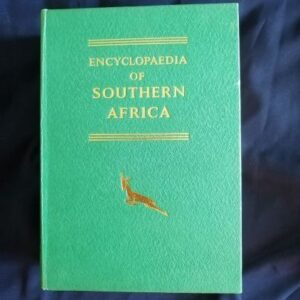 ENCYCLOPAEDIA
OF
SOUTHERN
AFRICA